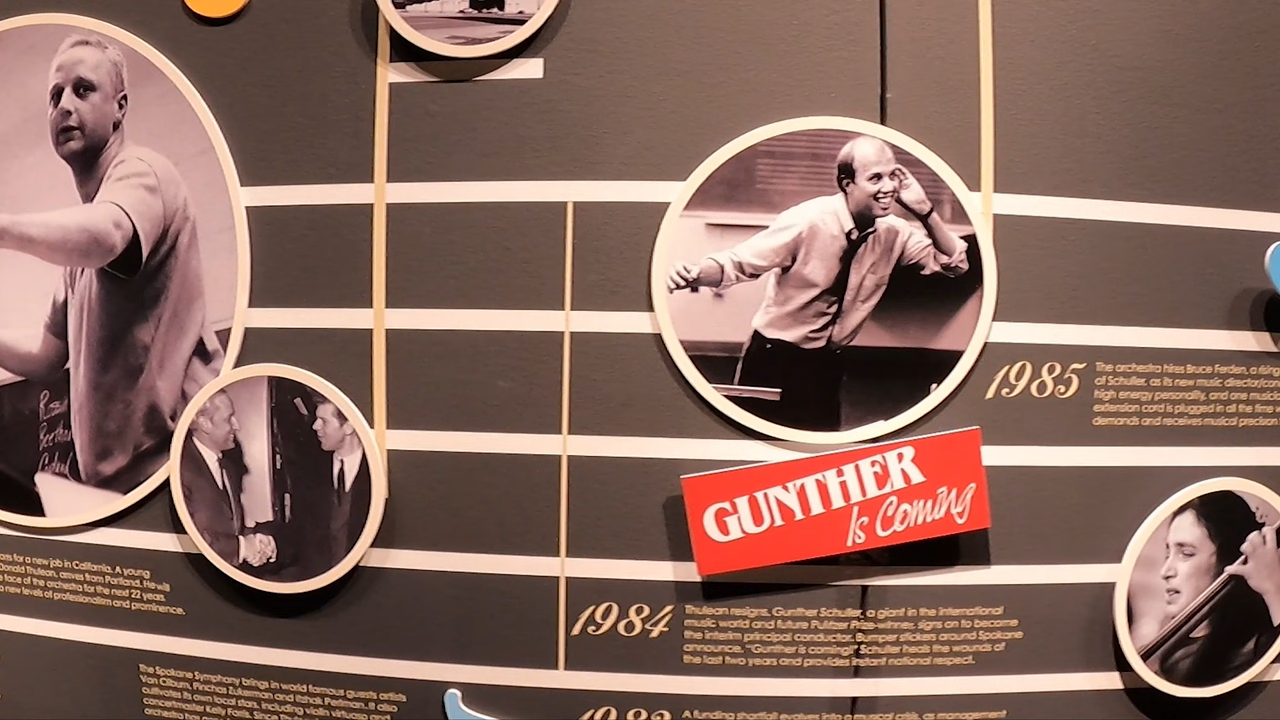 1985
The orchestra hires Bruce Ferden, a rising
of Schuller, as its new music director/con
high energy personality, and one music
extension cord is plugged in all the time
demands and receives musical precision.
GUNTHER
Is Coming
for a new job in California. A young
Donald Thulean, arrives from Portland. He will
face of the orchestra for the next 22 years
new levels of professionalism and prominence.
1984
Thulean resigns. Gunther Schuller, a giant in the international
music world and future Pulitzer Prize-winner, signs on to become
the interim principal conductor. Bumper stickers around Spokane
announce, "Gunther is coming!" Schuller heals the wounds of
the last two years and provides instant national respect.
The Spokane Symphony brings in world famous guests artists
Van Cliburn, Pinchas Zukerman and Itzhak Perlman. It also
cultivates its own local stars, including violin virtuoso and
concertmaster Kelly Farris. Since
orchestra has
A funding shortfall evolves into a musical crisis, as management